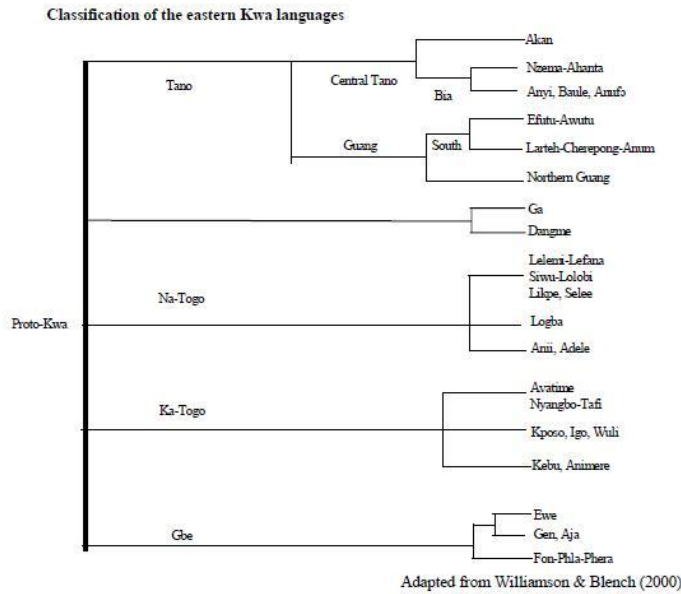 Classification of the eastern Kwa languages
Akan
Tano
Central Tano
Nzema-Ahanta
Bia
Anyi, Baule, Anufɔ
Efutu-Awutu
Guang
South
Larteh-Cherepong-Anum
Northern Guang
Ga
Dangme
Lelemi-Lefana
Siwu-Lolobi
Likpe, Selee
Na-Togo
Proto-Kwa
Logba
Anii, Adele
Avatime
Nyangbo-Tafi
Ka-Togo
Kposo, Igo, Wuli
Kebu, Animere
Ewe
Gbe
Gen, Aja
Fon-Phla-Phera
Adapted from Williamson & Blench (2000)